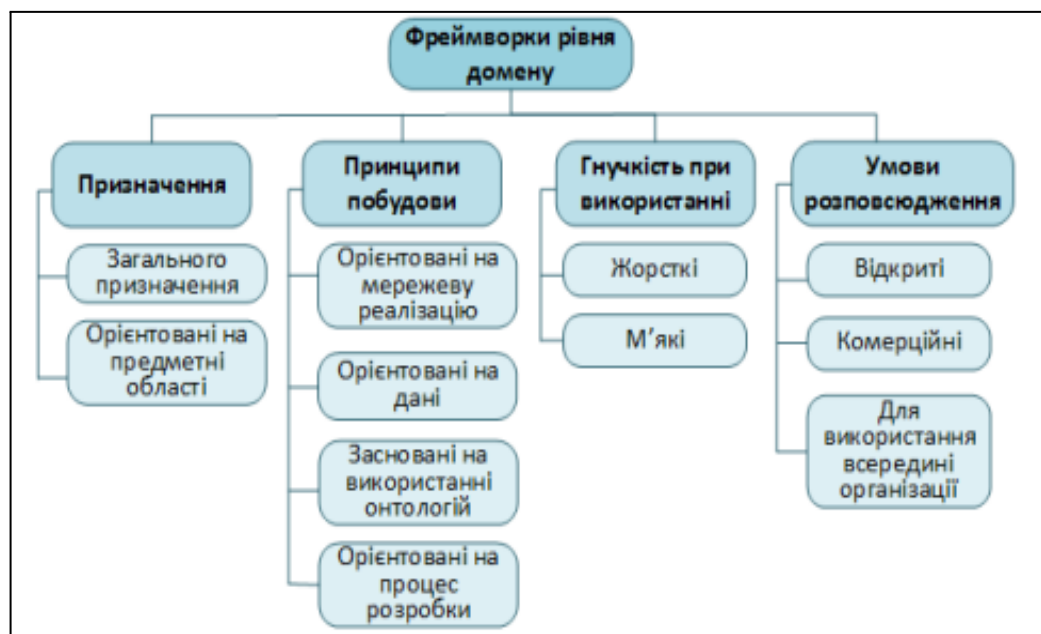 Фреймворки рівня
домену
Призначення
Загального
призначення
Орієнтовані на
предметні
області
Принципи
побудови
Орієнтовані на
мережеву
реалізацію
Орієнтовані на
дані
Засновані на
використанні
онтологій
Орієнтовані на
процес
розробки
Гнучкість при
використанні
Жорсткі
М’які
Умови
розповсюдження
Відкриті
Комерційні
Для
використання
всередині
організації